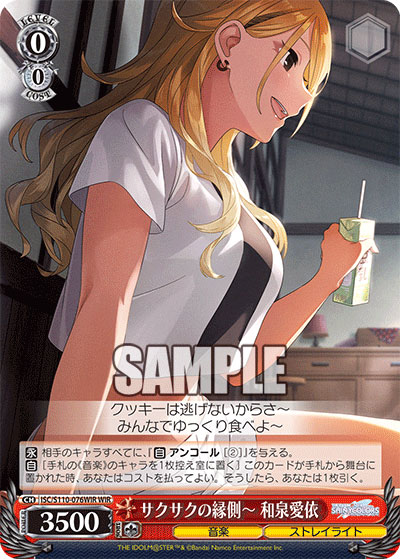 LEVEL
0
0
COST
SAMPLE
クッキーは逃げないからさ～
みんなでゆっくり食べよ～
永 相手のキャラすべてに、『自 アンコール [②]』を与える。
自 [手札の《音楽》のキャラを1枚控え室に置く] このカードが手札から舞台
に置かれた時、あなたはコストを払ってよい。そうしたら、あなたは1枚引く。
CH ISC/S110-076WIR WIR
3500
サクサクの縁側～ 和泉愛依
SHINY COLORS
音楽
ストレイライト
THE IDOLM@STER™& ©Bandai Namco Entertainment Inc.